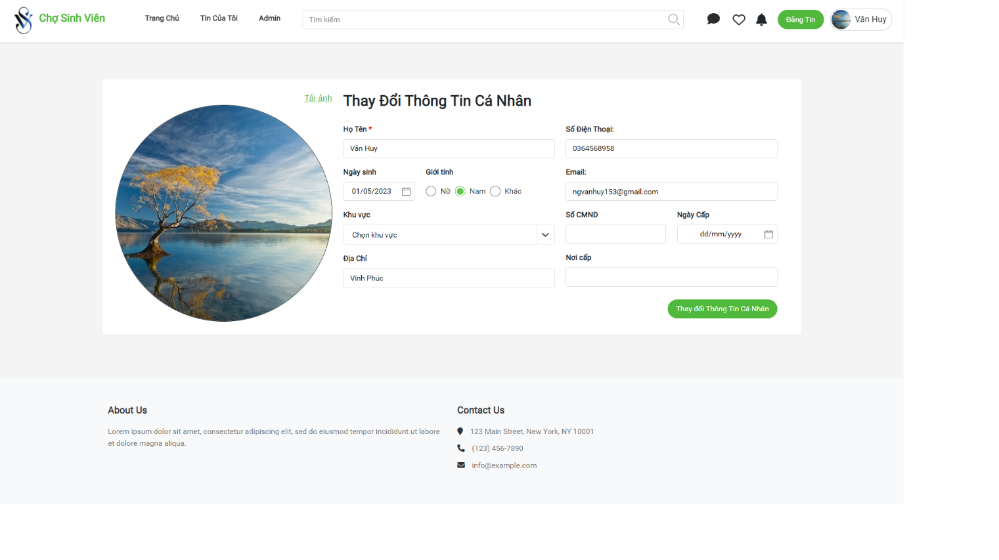 Chợ Sinh Viên
Trang Chủ
Tin Của Tôi
Admin
Tìm kiếm
Đăng Tin
Văn Huy
Tải ảnh
Thay Đổi Thông Tin Cá Nhân
Họ Tên *
Văn Huy
Số Điện Thoại:
0364568958
Ngày sinh
01/05/2023
Giới tính
Nữ
Nam
Khác
Email:
ngvanhuy153@gmail.com
Khu vực
Chọn khu vực
Số CMND
Ngày Cấp
dd/mm/yyyy
Địa Chỉ
Vĩnh Phúc
Nơi cấp
Thay đổi Thông Tin Cá Nhân
About Us
Lorem ipsum dolor sit amet, consectetur adipiscing elit, sed do eiusmod tempor incididunt ut labore
et dolore magna aliqua.
Contact Us
123 Main Street, New York, NY 10001
(123) 456-7890
info@example.com